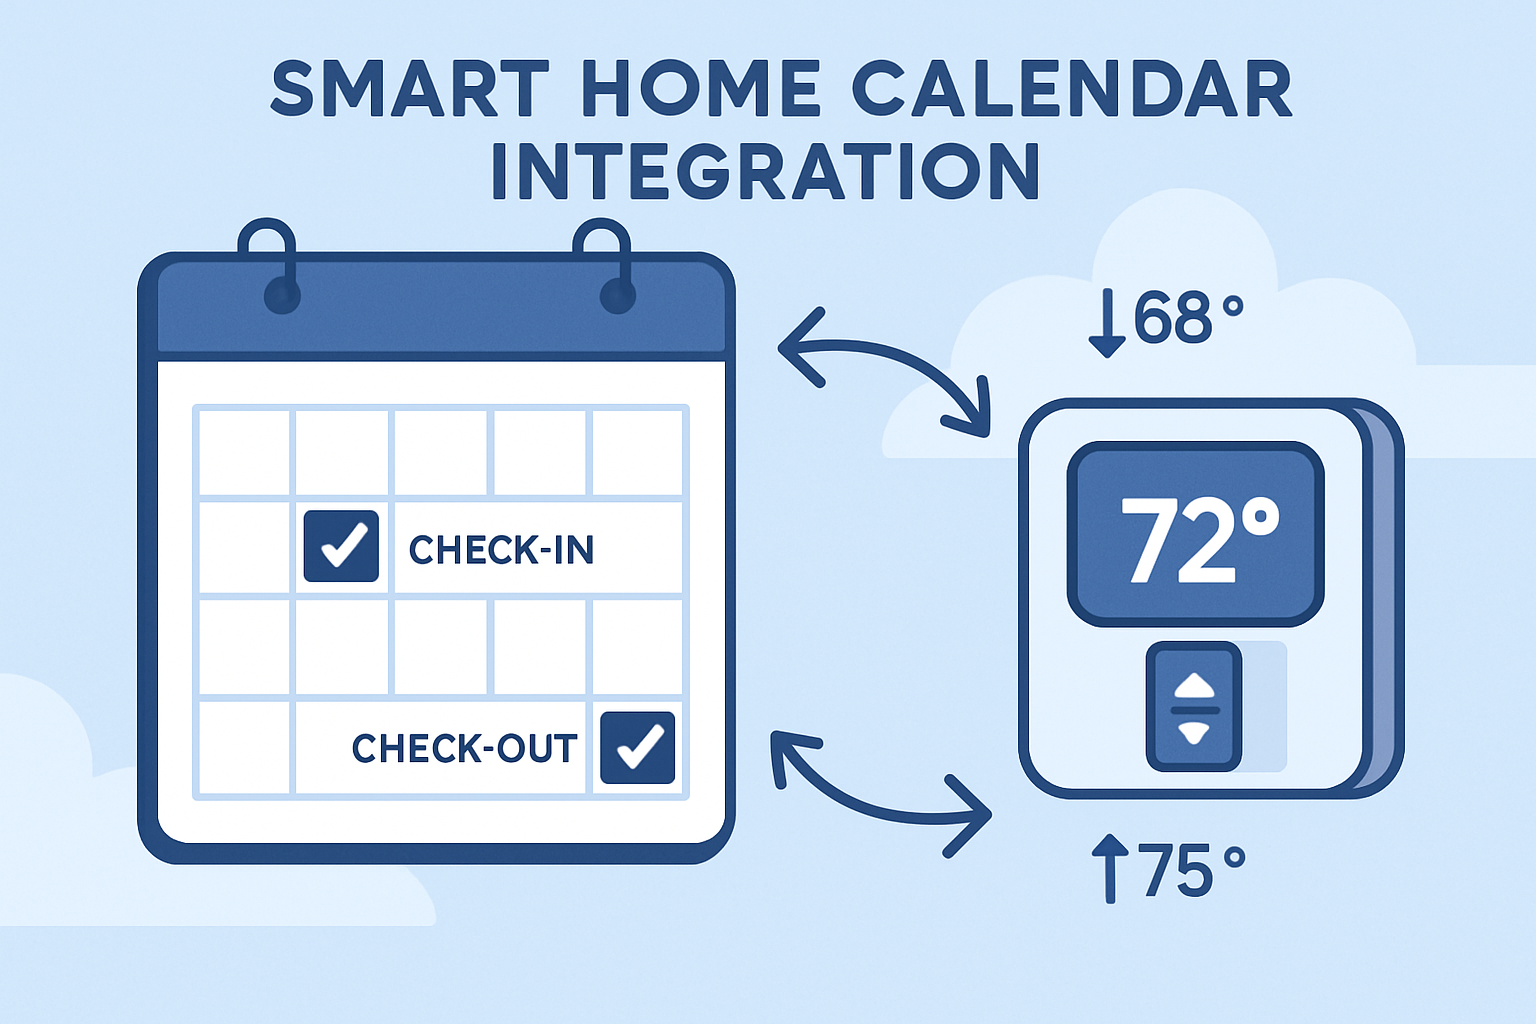 SMART HOME CALENDAR
INTEGRATION
CHECK-IN
CHECK-OUT
↓68°
72°
↑75°